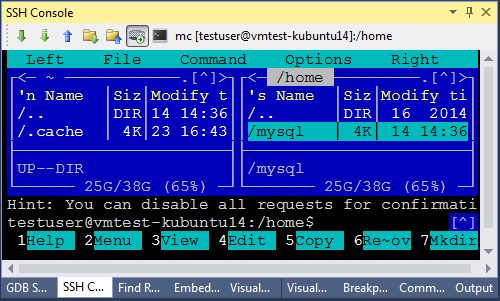 SSH Console
mc [testuser@vmtest-kubuntu14]:/home
Left File Command Options Right
<— ~ .[^]> <— /home .[^]>
'n Name Siz Modify t 's Name Siz Modify ti
/.. DIR 14 14:36 /.. DIR 16 2014
/.cache 4K 23 16:43 /mysql 4K 14 14:36
UP--DIR /mysql
25G/38G (65%) 25G/38G (65%)
Hint: You can disable all requests for confirmati
testuser@vmtest-kubuntu14:/home$ [^]
1Help 2Menu 3View 4Edit 5Copy 6Re~ov 7Mkdir
GDB S... SSH C... Find R... Embed... Visual... Visual... Breakp... Comm... Output